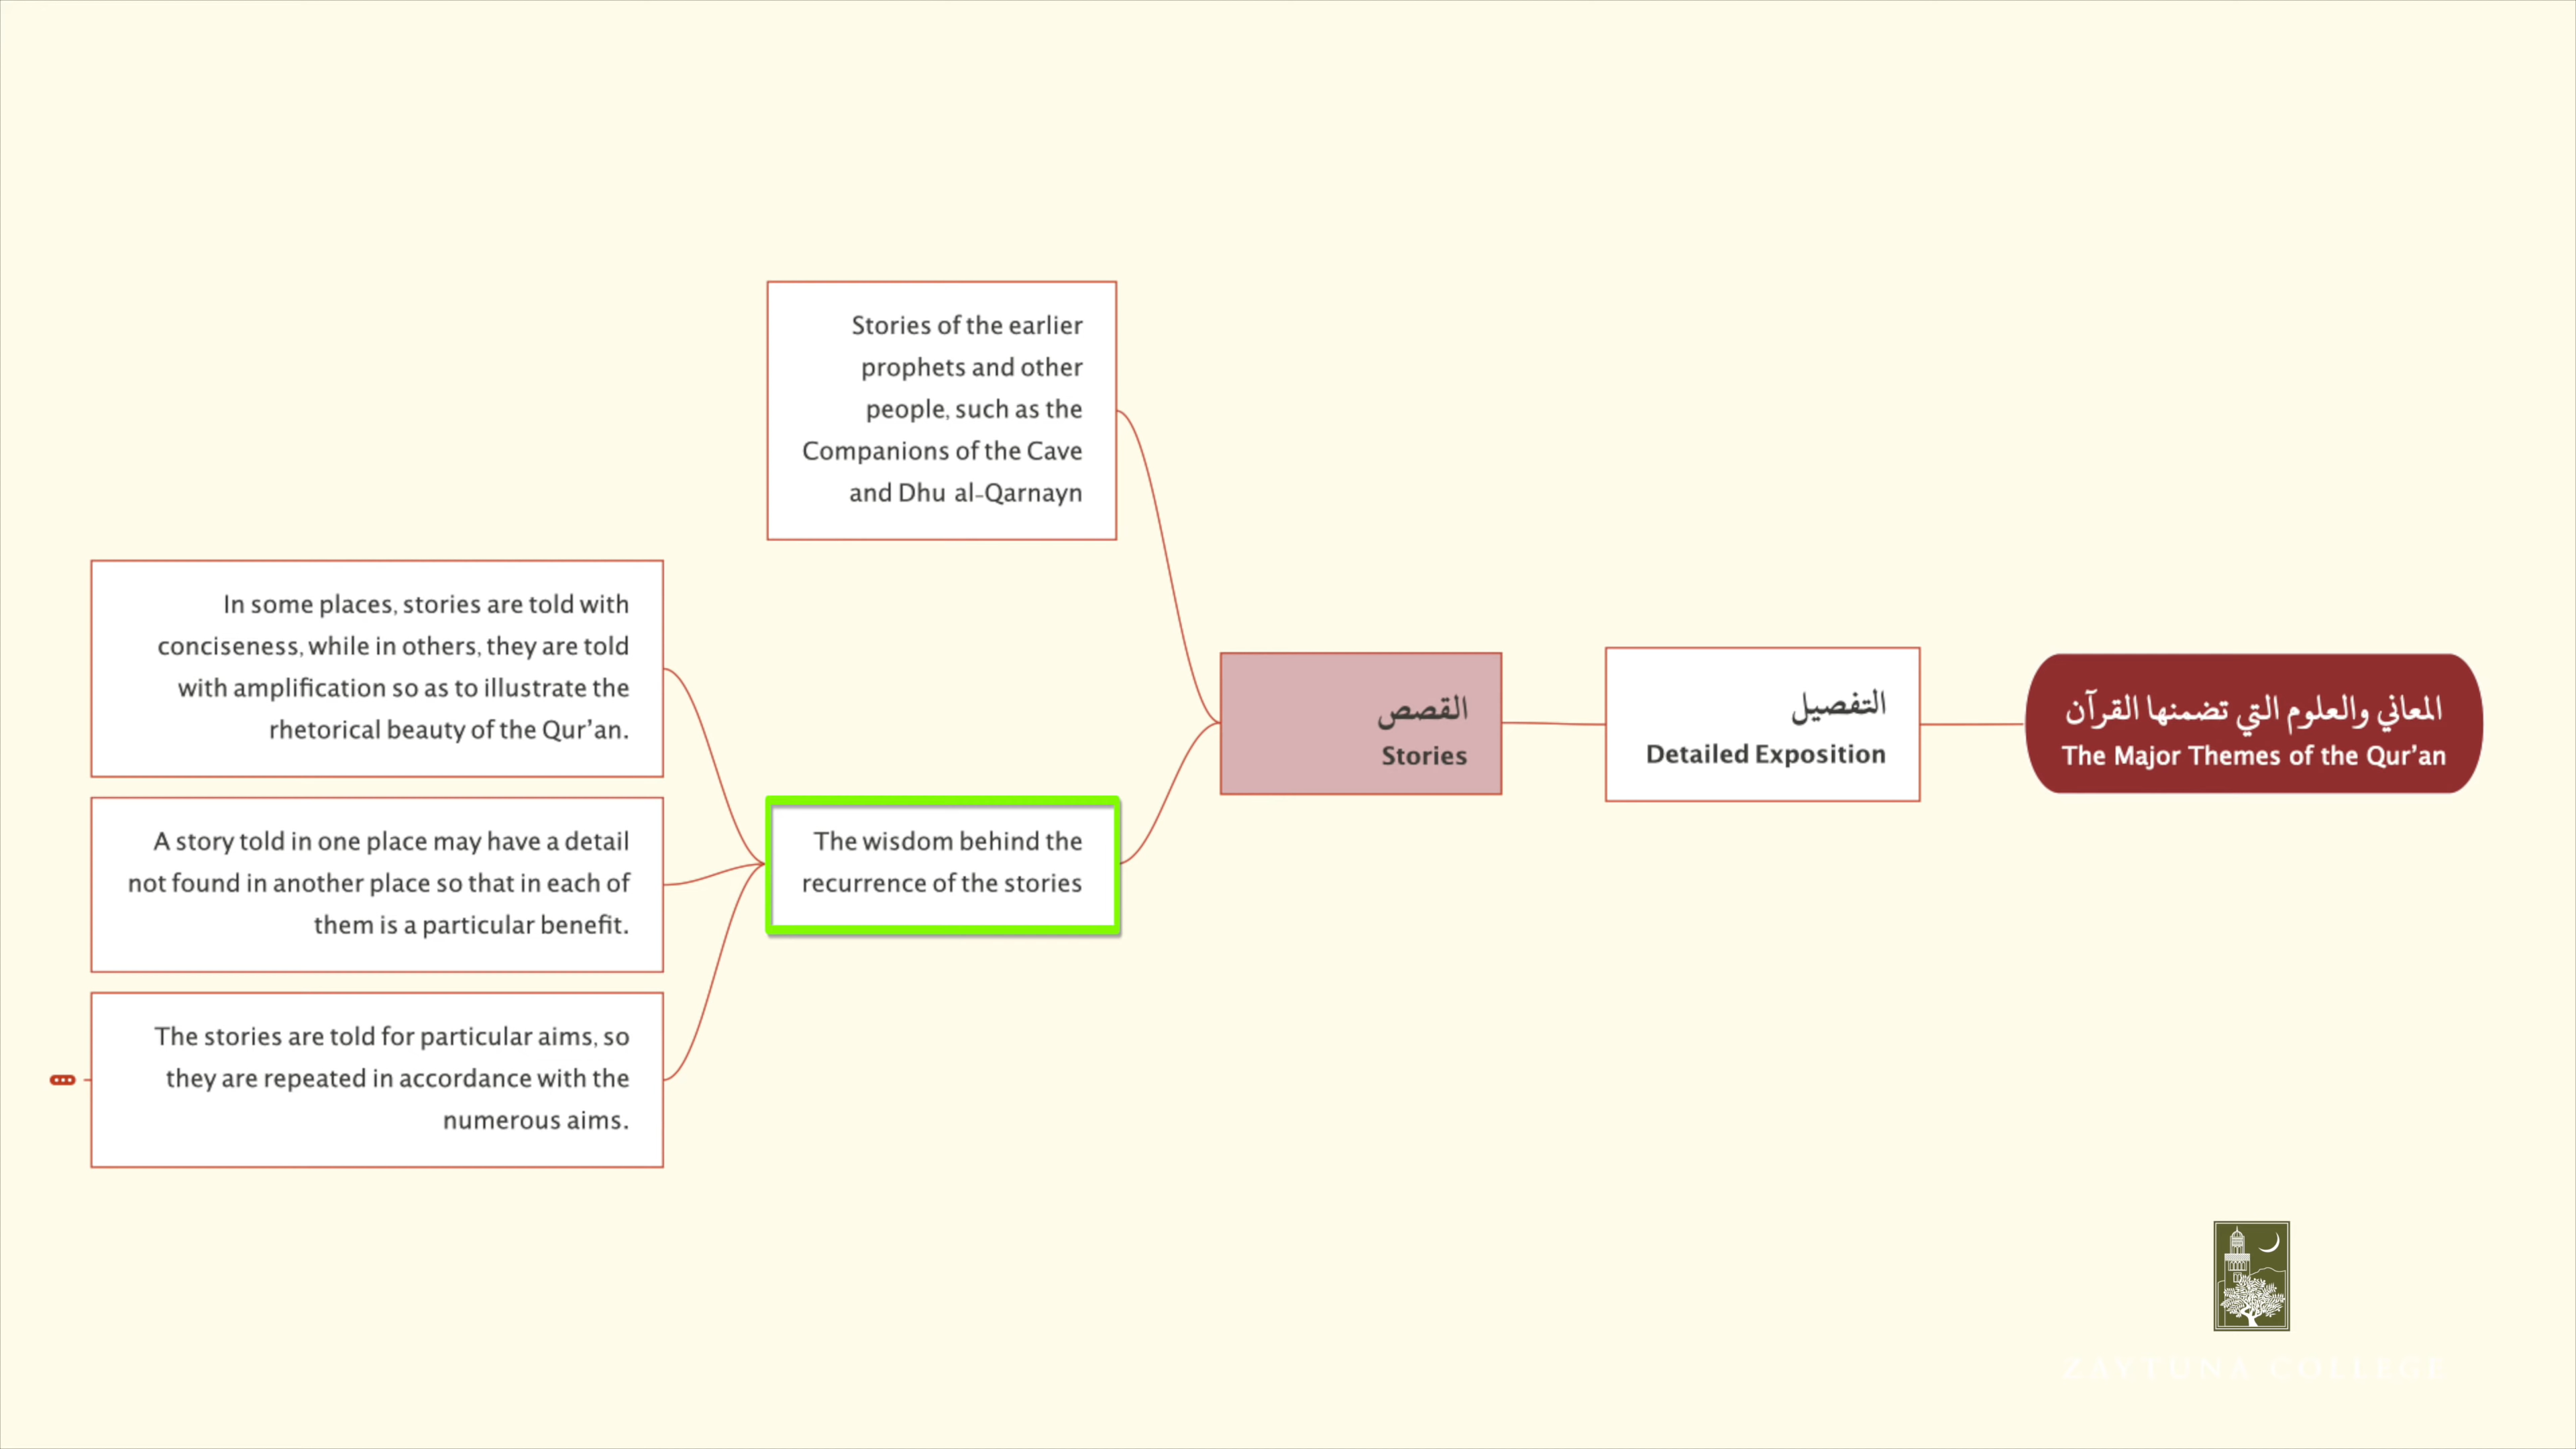 المعاني والعلوم التي تضمنها القرآن
The Major Themes of the Qur’an
التفصيل
Detailed Exposition
القصص
Stories
Stories of the earlier
prophets and other
people, such as the
Companions of the Cave
and Dhu al-Qarnayn
The wisdom behind the
recurrence of the stories
In some places, stories are told with
conciseness, while in others, they are told
with amplification so as to illustrate the
rhetorical beauty of the Qur’an.
A story told in one place may have a detail
not found in another place so that in each of
them is a particular benefit.
The stories are told for particular aims, so
they are repeated in accordance with the
numerous aims.
ZAYTUNA COLLEGE